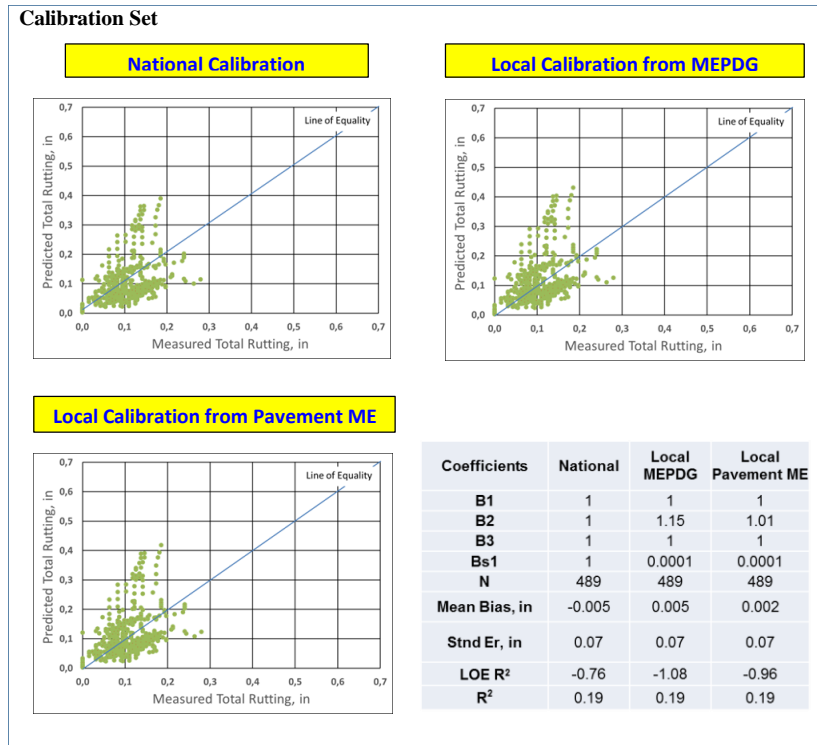 Calibration Set
National Calibration
Local Calibration from MEPDG
0,7
0,6
0,5
0,4
0,3
0,2
0,1
0,0
Predicted Total Rutting, in
Line of Equality
0,0 0,1 0,2 0,3 0,4 0,5 0,6 0,7
Measured Total Rutting, in
0,7
0,6
0,5
0,4
0,3
0,2
0,1
0,0
Predicted Total Rutting, in
Line of Equality
0,0 0,1 0,2 0,3 0,4 0,5 0,6 0,7
Measured Total Rutting, in
Local Calibration from Pavement ME
0,7
0,6
0,5
0,4
0,3
0,2
0,1
0,0
Predicted Total Rutting, in
Line of Equality
0,0 0,1 0,2 0,3 0,4 0,5 0,6 0,7
Measured Total Rutting, in
Coefficients National Local MEPDG Local Pavement ME
B1 1 1 1
B2 1 1.15 1.01
B3 1 1 1
Bs1 1 0.0001 0.0001
N 489 489 489
Mean Bias, in -0.005 0.005 0.002
Stnd Er, in 0.07 0.07 0.07
LOE R² -0.76 -1.08 -0.96
R² 0.19 0.19 0.19